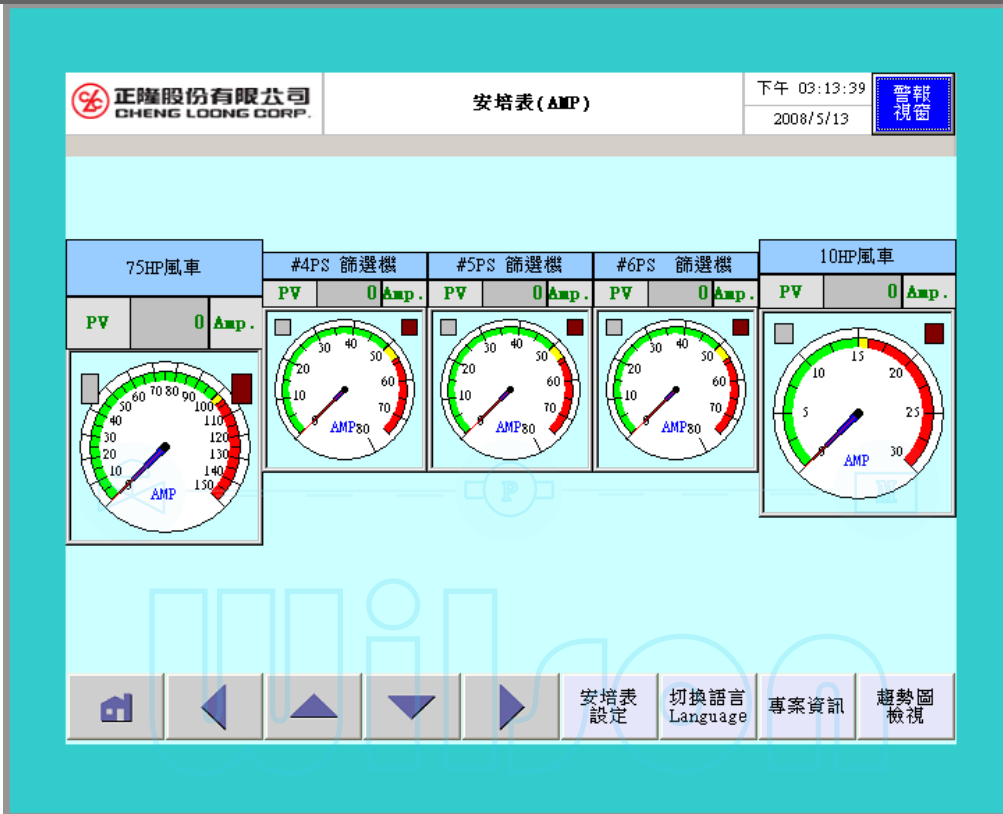 正隆股份有限公司
CHENG LOONG CORP.
安培表(AMP)
下午 03:13:39
2008/5/13
警報
視窗
75HP風車
PV 0 Amp.
0 10 20 30 40 50 60 70 80 90 100 110 120 130 140 150
AMP
#4PS 篩選機
PV 0 Amp.
0 10 20 30 40 50 60 70 80
AMP
#5PS 篩選機
PV 0 Amp.
0 10 20 30 40 50 60 70 80
AMP
#6PS 篩選機
PV 0 Amp.
0 10 20 30 40 50 60 70 80
AMP
10HP風車
PV 0 Amp.
0 5 10 15 20 25 30
AMP
P
M
Wilson
安培表
設定
切換語言
Language
專案資訊
趨勢圖
檢視